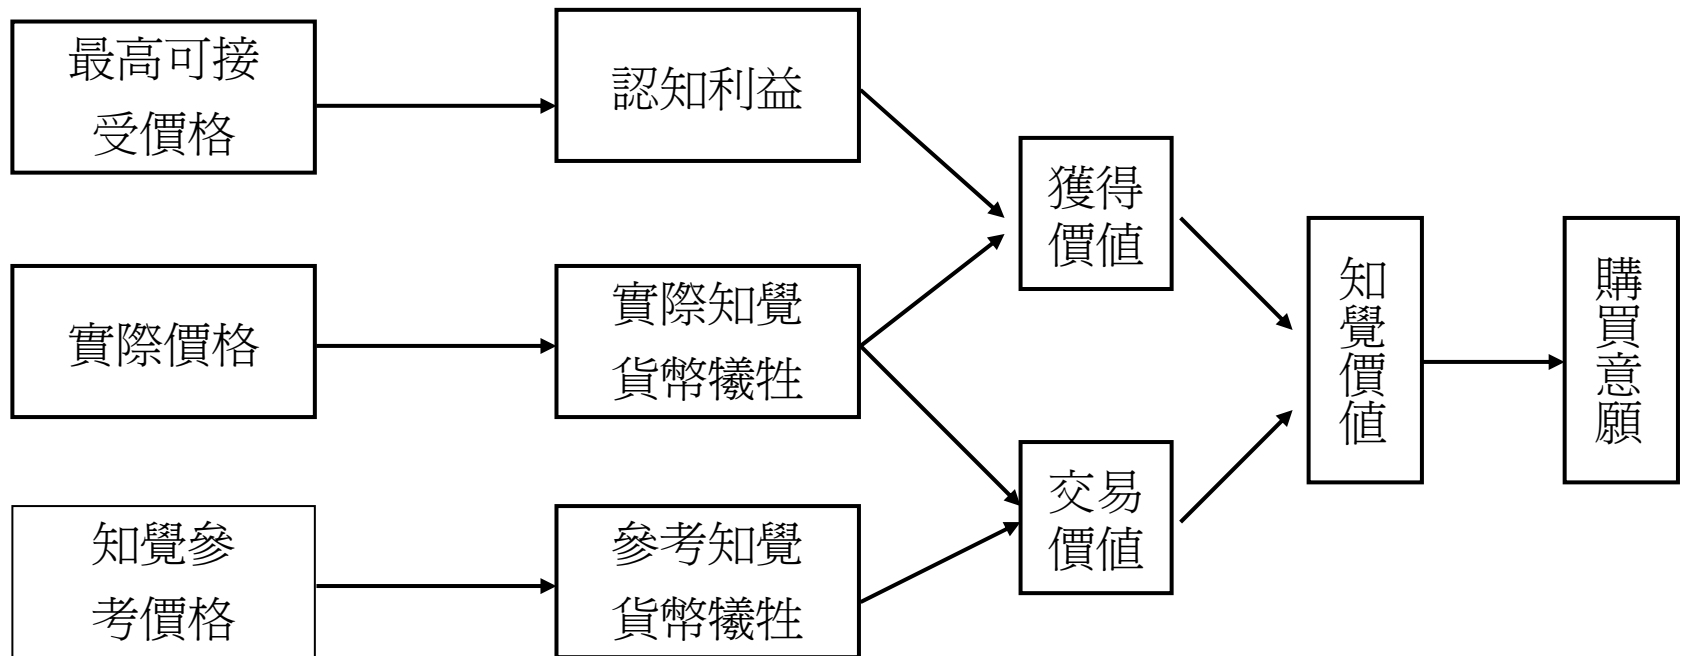 最高可接
受價格
認知利益
獲得
價值
實際價格
實際知覺
貨幣犧牲
知覺價值
購買意願
交易
價值
知覺參
考價格
參考知覺
貨幣犧牲